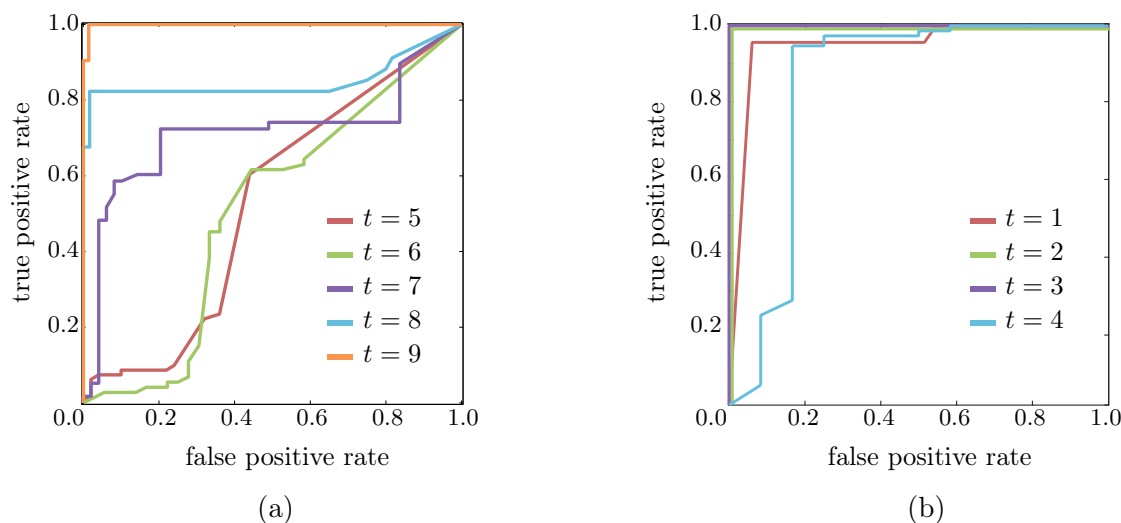 1.0
0.8
0.6
0.4
0.2
0.0 0.2 0.4 0.6 0.8 1.0
true positive rate
false positive rate
t = 5
t = 6
t = 7
t = 8
t = 9
(a)
1.0
0.8
0.6
0.4
0.2
0.0 0.2 0.4 0.6 0.8 1.0
true positive rate
false positive rate
t = 1
t = 2
t = 3
t = 4
(b)